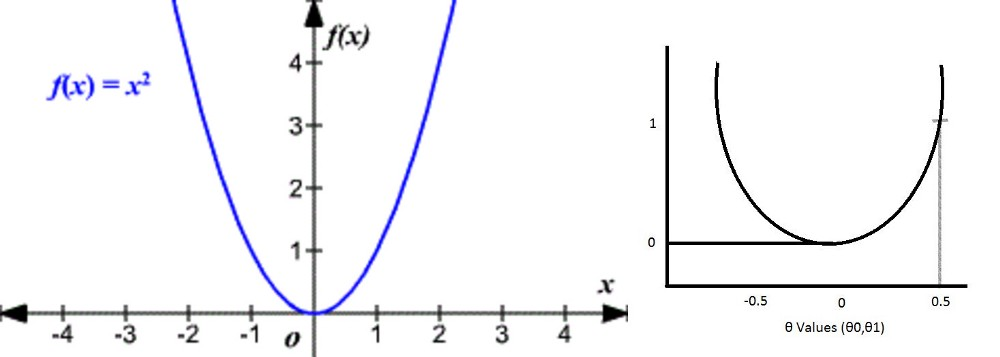 f(x)
f(x) = x²
4
3
2
1
x
-4 -3 -2 -1 o 1 2 3 4
1
0
-0.5 0 0.5
θ Values (θ0,θ1)